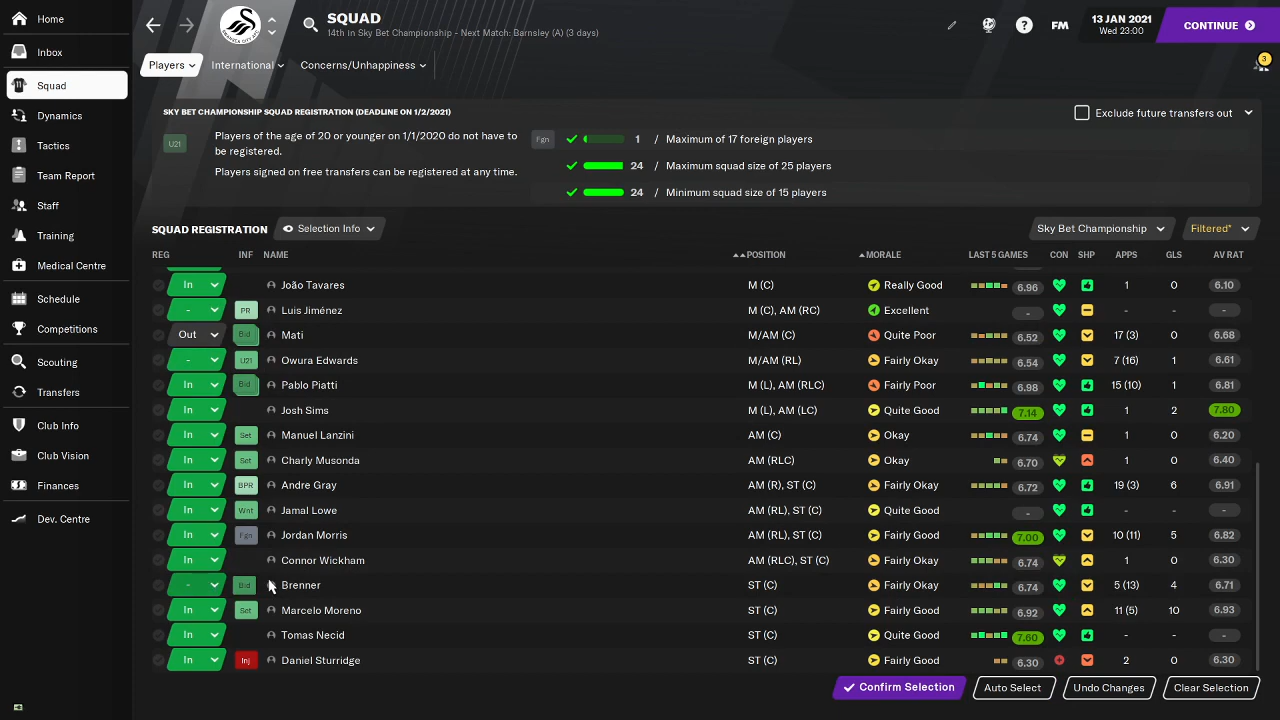 Home
Inbox
Squad
Dynamics
Tactics
Team Report
Staff
Training
Medical Centre
Schedule
Competitions
Scouting
Transfers
Club Info
Club Vision
Finances
Dev. Centre
SQUAD
14th in Sky Bet Championship - Next Match: Barnsley (A) (3 days)
FM
13 JAN 2021
Wed 23:00
CONTINUE
Players
International
Concerns/Unhappiness
3
SKY BET CHAMPIONSHIP SQUAD REGISTRATION (DEADLINE ON 1/2/2021)
Exclude future transfers out
U21
Players of the age of 20 or younger on 1/1/2020 do not have to
be registered.
Players signed on free transfers can be registered at any time.
Fgn 1 / Maximum of 17 foreign players
24 / Maximum squad size of 25 players
24 / Minimum squad size of 15 players
SQUAD REGISTRATION Selection Info Sky Bet Championship Filtered*
REG INF NAME POSITION MORALE LAST 5 GAMES CON SHP APPS GLS AV RAT
In João Tavares M (C) Really Good 6.96 1 0 6.10
- PR Luis Jiménez M (C), AM (RC) Excellent - - - -
Out Bid Mati M/AM (C) Quite Poor 6.52 17 (3) 0 6.68
- U21 Owura Edwards M/AM (RL) Fairly Okay 6.54 7 (16) 1 6.61
In Bid Pablo Piatti M (L), AM (RLC) Fairly Poor 6.98 15 (10) 1 6.81
In Josh Sims M (L), AM (LC) Quite Good 7.14 1 2 7.80
In Set Manuel Lanzini AM (C) Okay 6.74 1 0 6.20
In Set Charly Musonda AM (RLC) Okay 6.70 1 0 6.40
In BPR Andre Gray AM (R), ST (C) Fairly Okay 6.72 19 (3) 6 6.91
In Wnt Jamal Lowe AM (RL), ST (C) Quite Good - - - -
In Fgn Jordan Morris AM (RL), ST (C) Fairly Okay 7.00 10 (11) 5 6.82
In Connor Wickham AM (RLC), ST (C) Fairly Okay 6.74 1 0 6.30
- Bid Brenner ST (C) Fairly Okay 6.74 5 (13) 4 6.71
In Set Marcelo Moreno ST (C) Fairly Good 6.92 11 (5) 10 6.93
In Tomas Necid ST (C) Quite Good 7.60 - - -
In Inj Daniel Sturridge ST (C) Fairly Good 6.30 2 0 6.30
Confirm Selection Auto Select Undo Changes Clear Selection